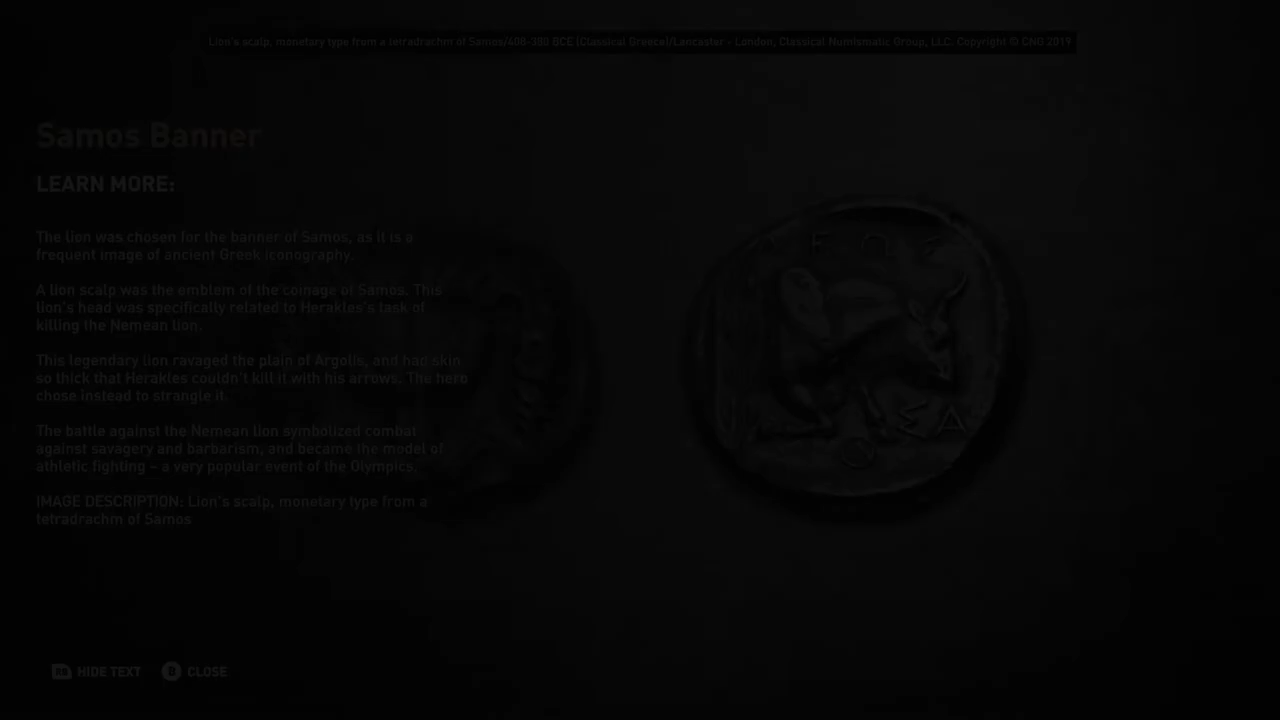 Lion's scalp, monetary type from a tetradrachm of Samos/408-380 BCE (Classical Greece)/Lancaster - London, Classical Numismatic Group, LLC. Copyright © CNG 2019
Samos Banner
LEARN MORE:
The lion was chosen for the banner of Samos, as it is a
frequent image of ancient Greek iconography.
A lion scalp was the emblem of the coinage of Samos. This
lion's head was specifically related to Herakles's task of
killing the Nemean lion.
This legendary lion ravaged the plain of Argolis, and had skin
so thick that Herakles couldn't kill it with his arrows. The hero
chose instead to strangle it.
The battle against the Nemean lion symbolized combat
against savagery and barbarism, and became the model of
athletic fighting – a very popular event of the Olympics.
IMAGE DESCRIPTION: Lion's scalp, monetary type from a
tetradrachm of Samos
ΣΑ
RB HIDE TEXT B CLOSE